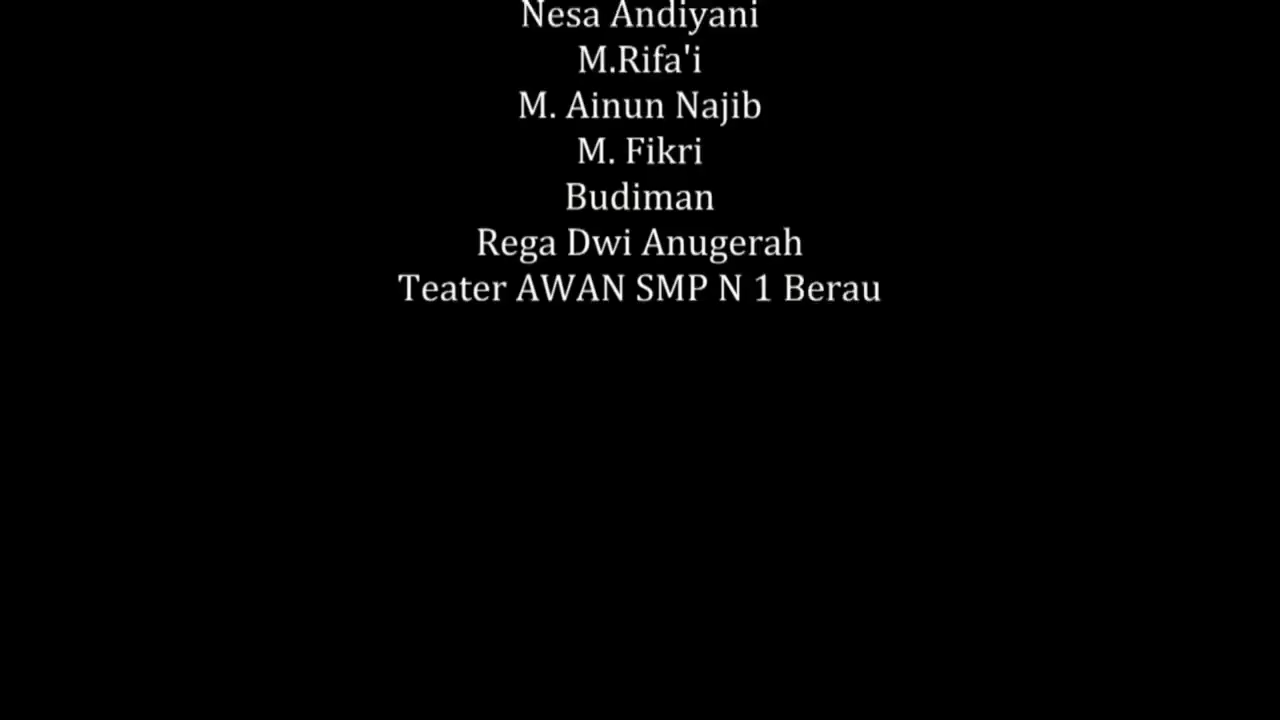 Nesa Andiyani
M.Rifa'i
M. Ainun Najib
M. Fikri
Budiman
Rega Dwi Anugerah
Teater AWAN SMP N 1 Berau